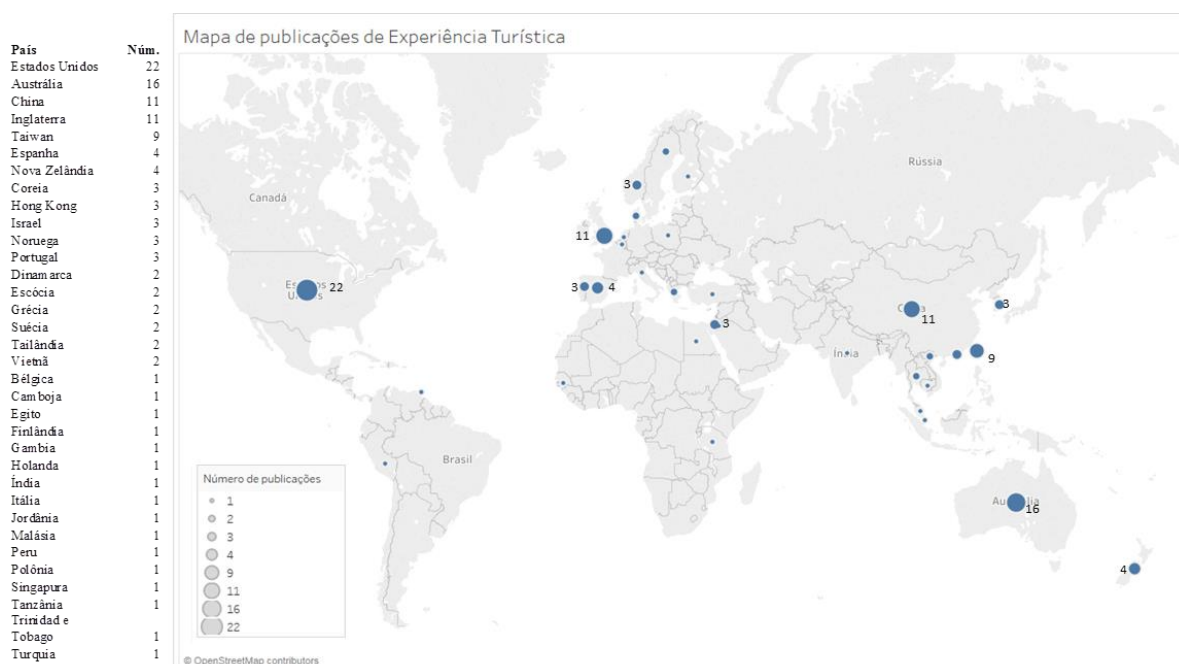 País Núm.
Estados Unidos 22
Austrália 16
China 11
Inglaterra 11
Taiwan 9
Espanha 4
Nova Zelândia 4
Coreia 3
Hong Kong 3
Israel 3
Noruega 3
Portugal 3
Dinamarca 2
Escócia 2
Grécia 2
Suécia 2
Tailândia 2
Vietnã 2
Bélgica 1
Camboja 1
Egito 1
Finlândia 1
Gambia 1
Holanda 1
Índia 1
Itália 1
Jordânia 1
Malásia 1
Peru 1
Polônia 1
Singapura 1
Tanzânia 1
Trinidad e
Tobago 1
Turquia 1
Mapa de publicações de Experiência Turística
Rússia
3
Canadá
11
Estados
Unidos
22
3
4
China
11
3
3
Índia
9
Brasil
Austrália
16
4
Número de publicações
1
2
3
4
9
11
16
22
© OpenStreetMap contributors